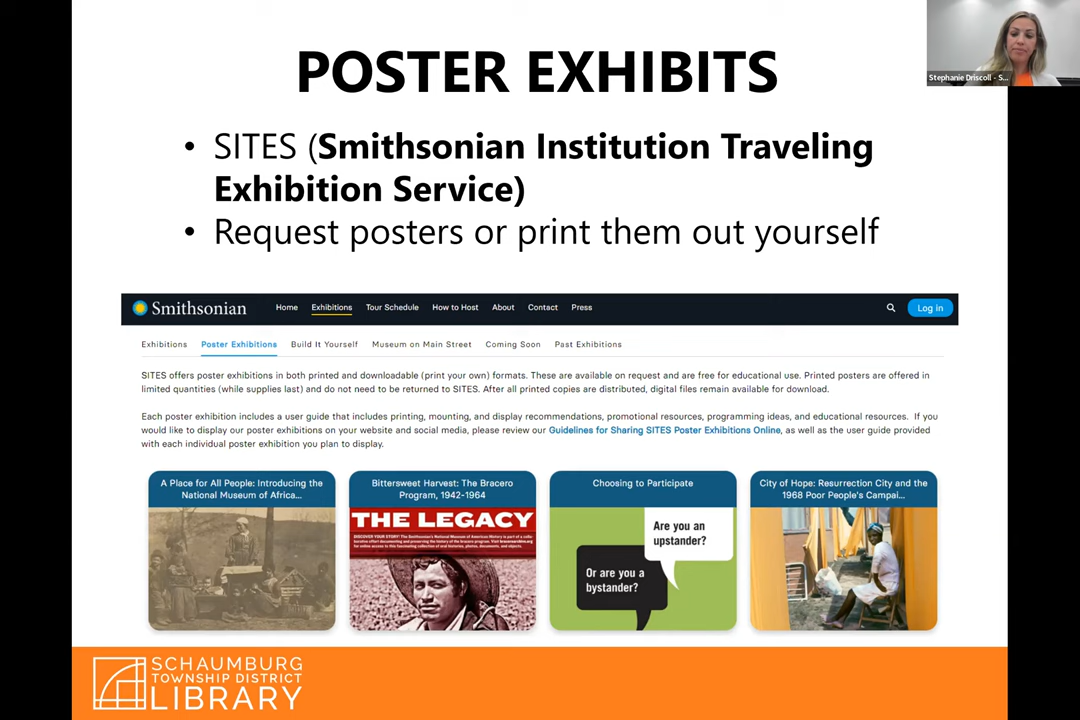 POSTER EXHIBITS
Stephanie Driscoll - S...
• SITES (Smithsonian Institution Traveling
Exhibition Service)
• Request posters or print them out yourself
Smithsonian Home Exhibitions Tour Schedule How to Host About Contact Press Log in
Exhibitions Poster Exhibitions Build It Yourself Museum on Main Street Coming Soon Past Exhibitions
SITES offers poster exhibitions in both printed and downloadable (print your own) formats. These are available on request and are free for educational use. Printed posters are offered in
limited quantities (while supplies last) and do not need to be returned to SITES. After all printed copies are distributed, digital files remain available for download.
Each poster exhibition includes a user guide that includes printing, mounting, and display recommendations, promotional resources, programming ideas, and educational resources. If you
would like to display our poster exhibitions on your website and social media, please review our Guidelines for Sharing SITES Poster Exhibitions Online, as well as the user guide provided
with each individual poster exhibition you plan to display.
A Place for All People: Introducing the
National Museum of Africa...
Bittersweet Harvest: The Bracero
Program, 1942-1964
THE LEGACY
Choosing to Participate
Are you an
upstander?
Or are you a
bystander?
City of Hope: Resurrection City and the
1968 Poor People's Campai...
SCHAUMBURG
TOWNSHIP DISTRICT
LIBRARY